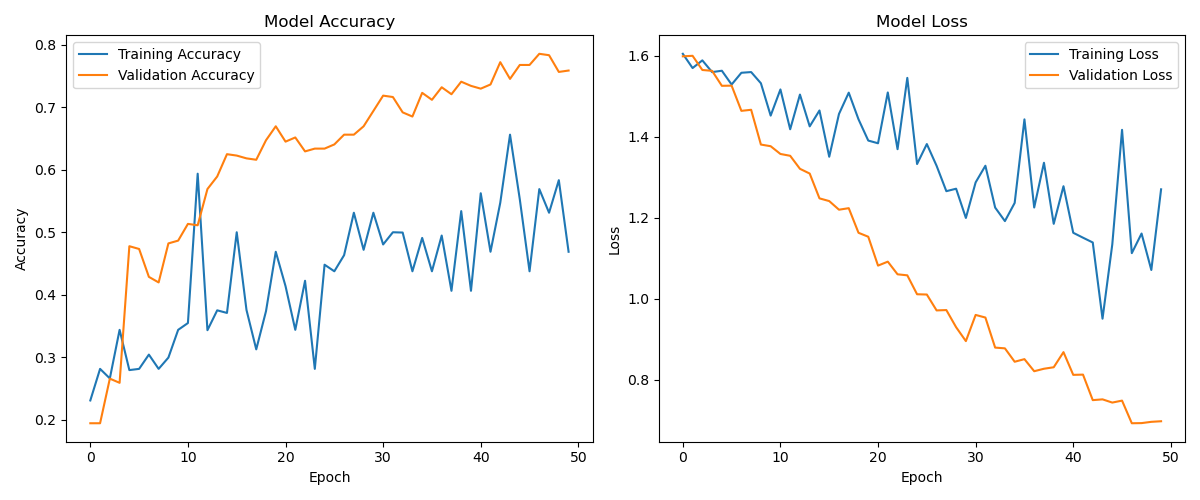 Model Accuracy
Training Accuracy
Validation Accuracy
0.8
0.7
0.6
0.5
0.4
0.3
0.2
Accuracy
0 10 20 30 40 50
Epoch
Model Loss
Training Loss
Validation Loss
1.6
1.4
1.2
1.0
0.8
Loss
0 10 20 30 40 50
Epoch